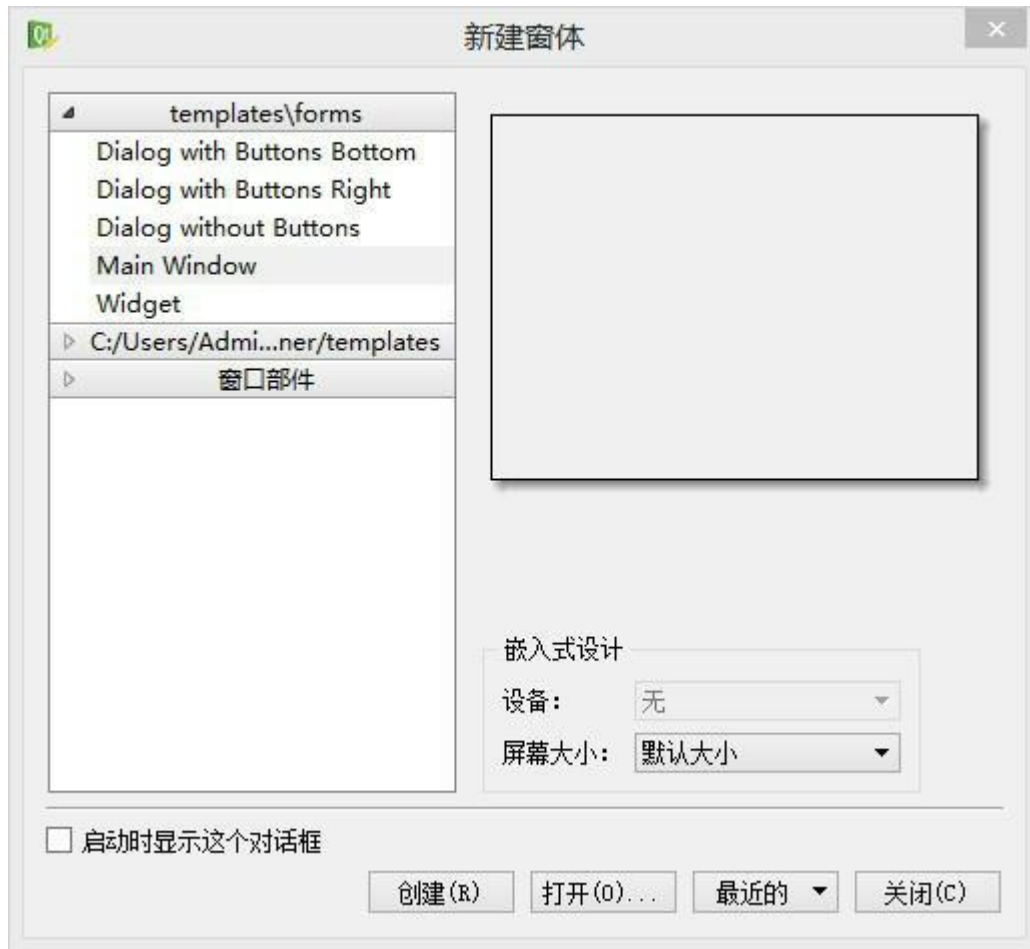 新建窗体
templates\forms
Dialog with Buttons Bottom
Dialog with Buttons Right
Dialog without Buttons
Main Window
Widget
C:/Users/Admi...ner/templates
窗口部件
嵌入式设计
设备: 无
屏幕大小: 默认大小
启动时显示这个对话框
创建(R) 打开(O)... 最近的 关闭(C)